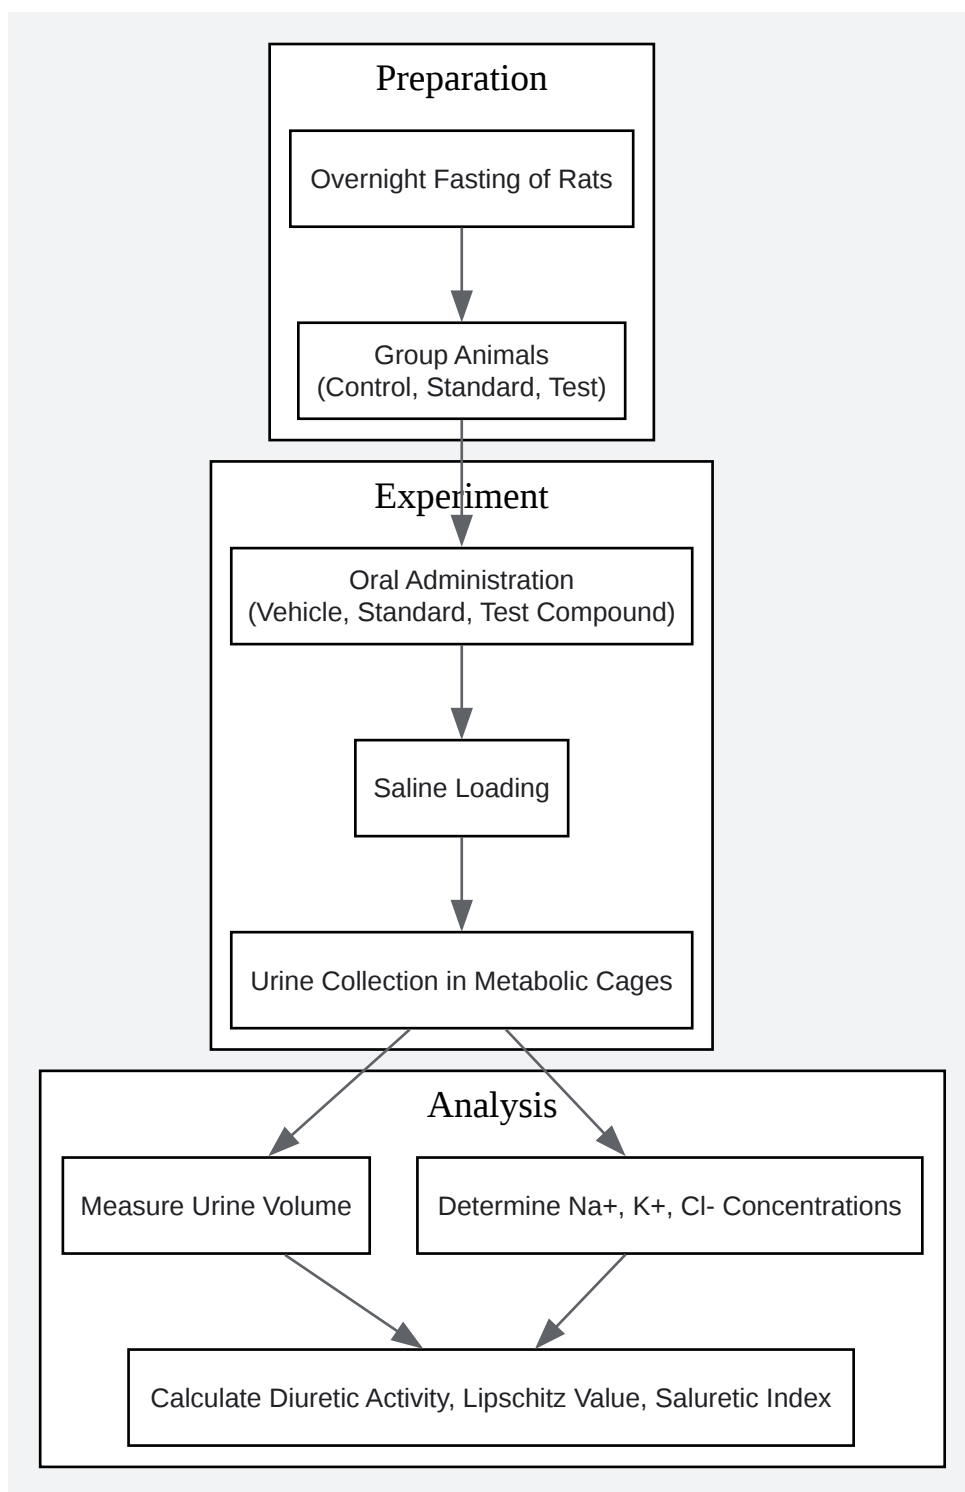 Preparation
Overnight Fasting of Rats
Group Animals
(Control, Standard, Test)
Experiment
Oral Administration
(Vehicle, Standard, Test Compound)
Saline Loading
Urine Collection in Metabolic Cages
Analysis
Measure Urine Volume
Determine Na+, K+, Cl- Concentrations
Calculate Diuretic Activity, Lipschitz Value, Saluretic Index